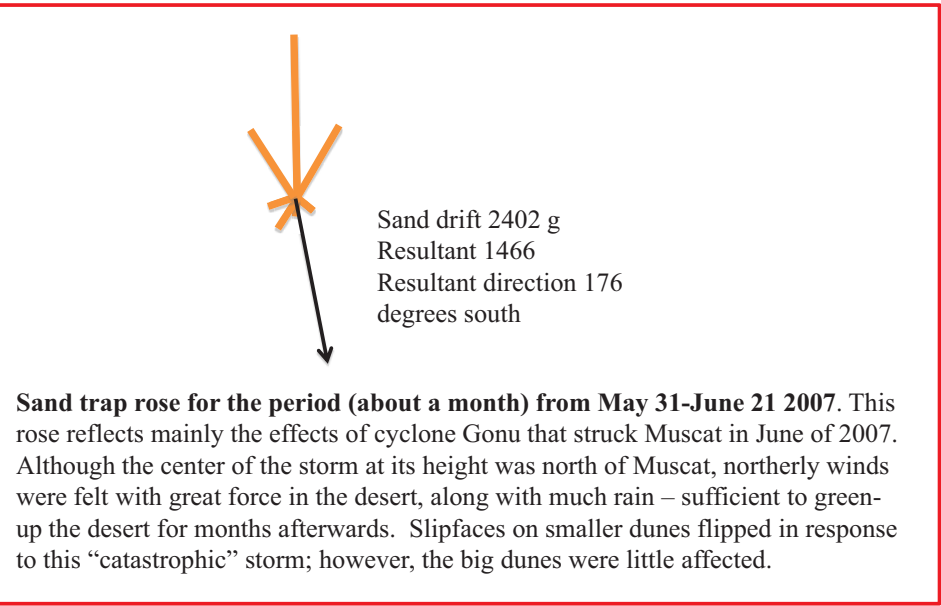 Sand drift 2402 g
Resultant 1466
Resultant direction 176
degrees south
Sand trap rose for the period (about a month) from May 31-June 21 2007. This
rose reflects mainly the effects of cyclone Gonu that struck Muscat in June of 2007.
Although the center of the storm at its height was north of Muscat, northerly winds
were felt with great force in the desert, along with much rain – sufficient to green-
up the desert for months afterwards.  Slipfaces on smaller dunes flipped in response
to this “catastrophic” storm; however, the big dunes were little affected.